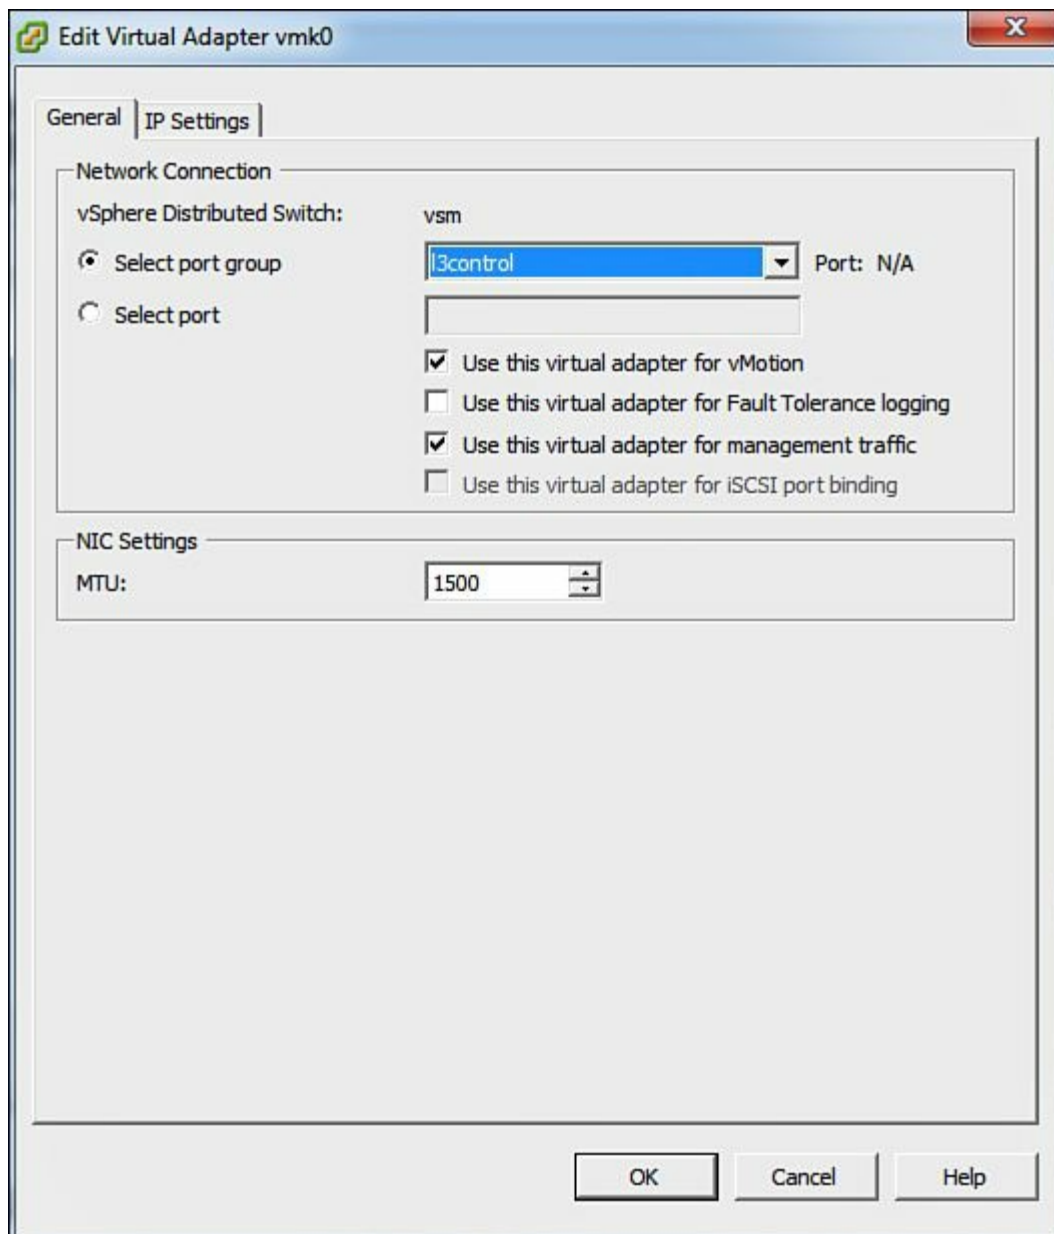 Edit Virtual Adapter vmk0
X
General
IP Settings
Network Connection
vSphere Distributed Switch: vsm
Select port group l3control Port: N/A
Select port
Use this virtual adapter for vMotion
Use this virtual adapter for Fault Tolerance logging
Use this virtual adapter for management traffic
Use this virtual adapter for iSCSI port binding
NIC Settings
MTU: 1500
OK Cancel Help